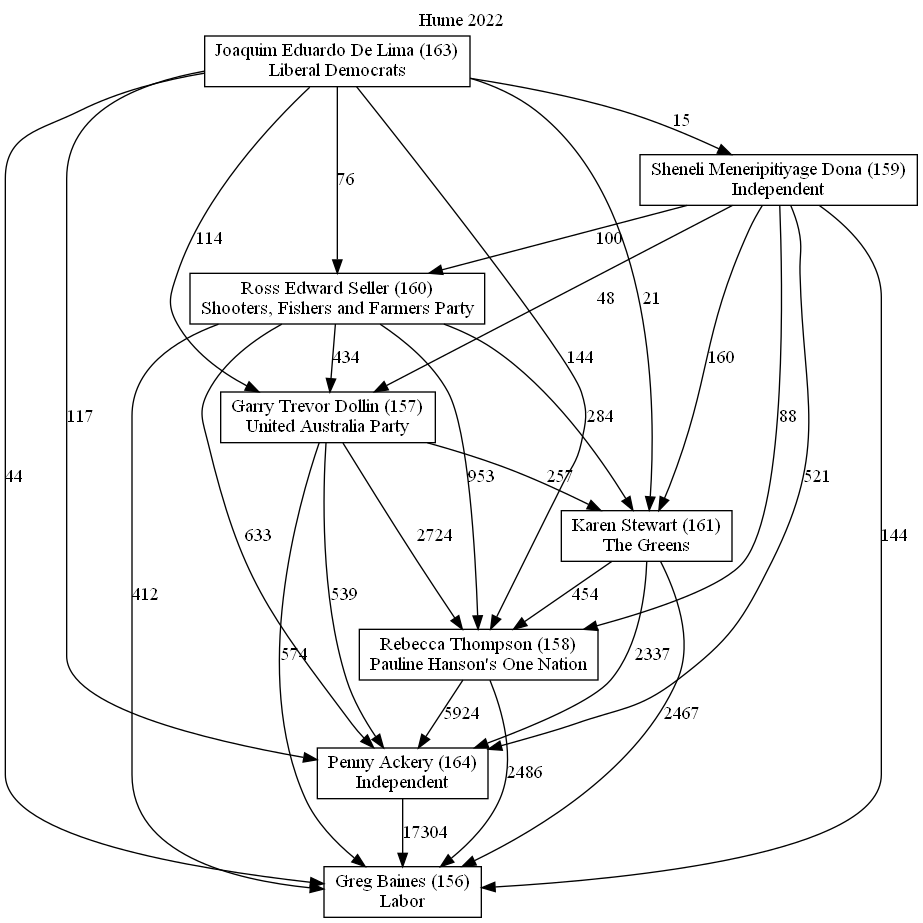 Hume 2022
Joaquim Eduardo De Lima (163)
Liberal Democrats
15
Sheneli Meneripitiyage Dona (159)
Independent
76
114
100
Ross Edward Seller (160)
Shooters, Fishers and Farmers Party
48
21
434
144
160
Garry Trevor Dollin (157)
United Australia Party
117
284
88
44
953
257
521
Karen Stewart (161)
The Greens
633
2724
144
412
539
454
Rebecca Thompson (158)
Pauline Hanson's One Nation
574
2337
5924
2467
Penny Ackery (164)
Independent
2486
17304
Greg Baines (156)
Labor